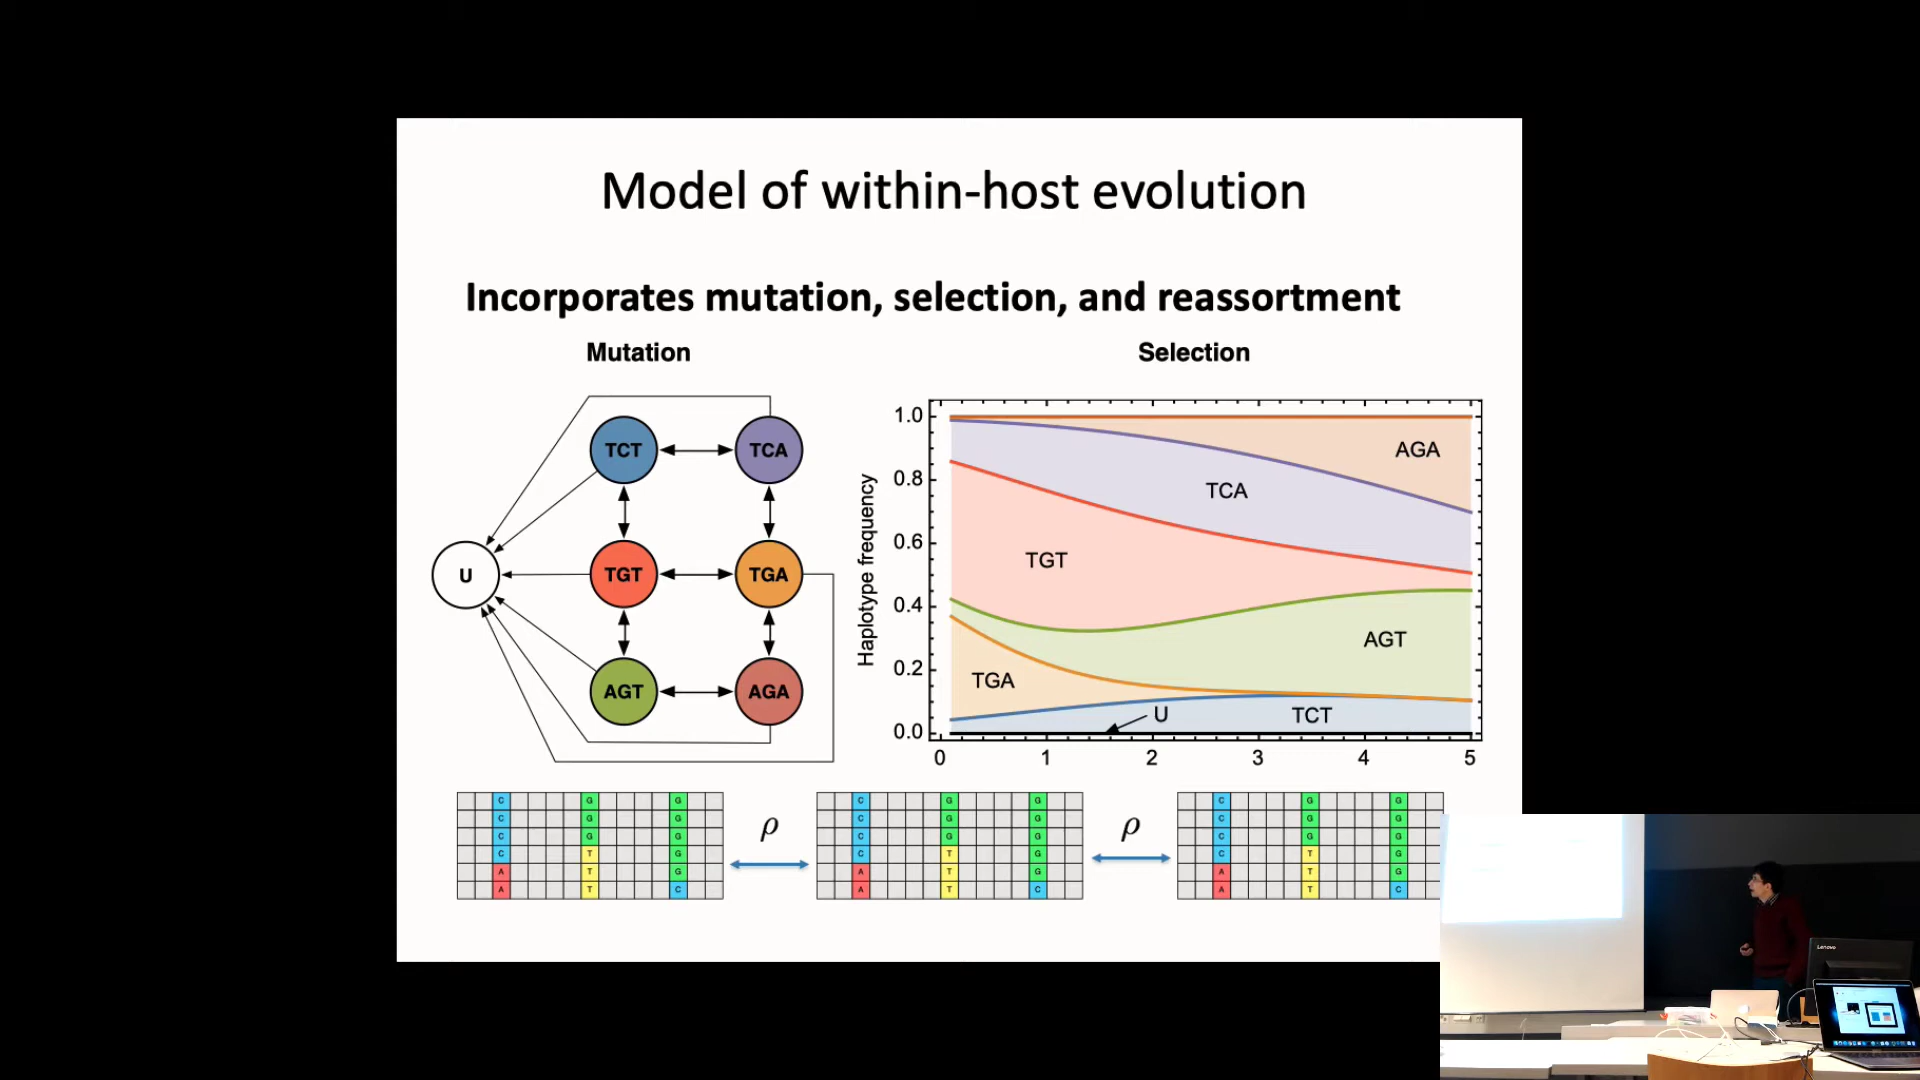 Model of within-host evolution
Incorporates mutation, selection, and reassortment
Mutation
TCT
TCA
U
TGT
TGA
AGT
AGA
Selection
Haplotype frequency
1.0
0.8
0.6
0.4
0.2
0.0
AGA
TCA
TGT
AGT
TGA
U
TCT
0 1 2 3 4 5
C G G
C G G
C G G
C T G
A T G
A T C
ρ
C G G
C G G
C G G
C T G
A T G
A T C
ρ
C G G
C G G
C G G
C T G
A T G
A T C
Lenovo